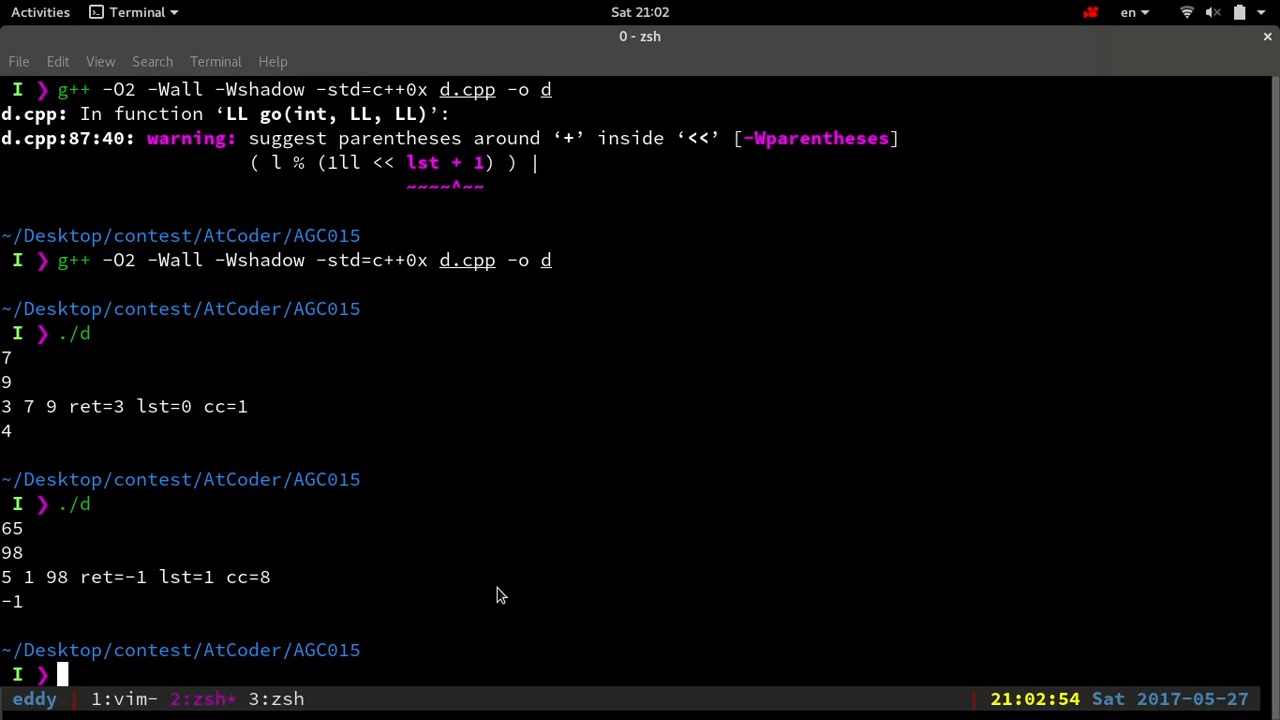 Activities Terminal Sat 21:02 en
0 - zsh
File Edit View Search Terminal Help
I ❯ g++ -O2 -Wall -Wshadow -std=c++0x d.cpp -o d
d.cpp: In function ‘LL go(int, LL, LL)’:
d.cpp:87:40: warning: suggest parentheses around ‘+’ inside ‘<<’ [-Wparentheses]
( l % (1ll << lst + 1) ) |
~~~~^~~
~/Desktop/contest/AtCoder/AGC015
I ❯ g++ -O2 -Wall -Wshadow -std=c++0x d.cpp -o d
~/Desktop/contest/AtCoder/AGC015
I ❯ ./d
7
9
3 7 9 ret=3 lst=0 cc=1
4
~/Desktop/contest/AtCoder/AGC015
I ❯ ./d
65
98
5 1 98 ret=-1 lst=1 cc=8
-1
~/Desktop/contest/AtCoder/AGC015
I ❯
eddy 1:vim- 2:zsh* 3:zsh 21:02:54 Sat 2017-05-27